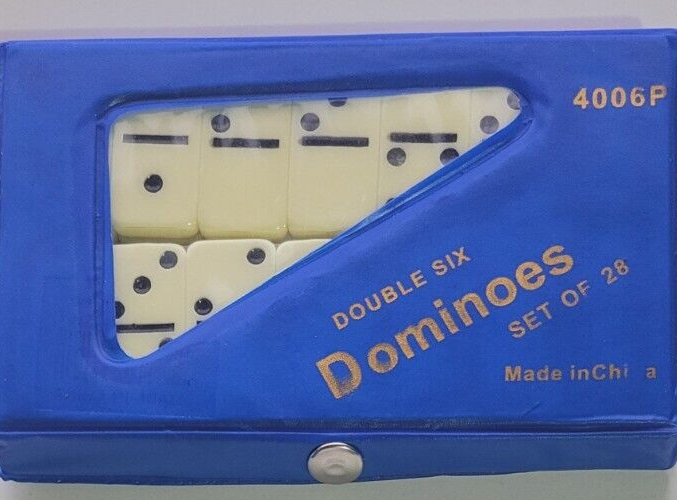 4006P
DOUBLE SIX
Dominoes
SET OF 28
Made inChi a